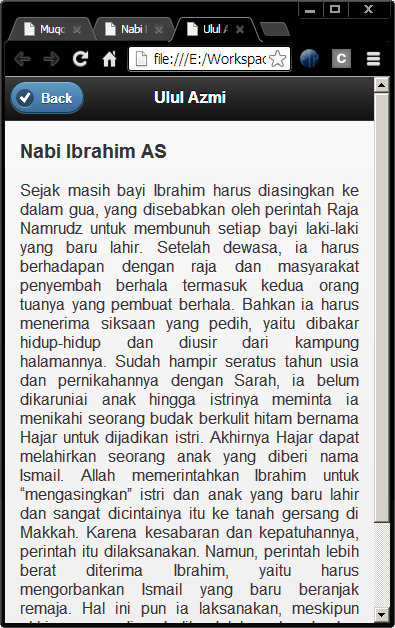 Muqo
Nabi I
Ulul A
file:///E:/Workspac
C
Back
Ulul Azmi
Nabi Ibrahim AS
Sejak masih bayi Ibrahim harus diasingkan ke
dalam gua, yang disebabkan oleh perintah Raja
Namrudz untuk membunuh setiap bayi laki-laki
yang baru lahir. Setelah dewasa, ia harus
berhadapan dengan raja dan masyarakat
penyembah berhala termasuk kedua orang
tuanya yang pembuat berhala. Bahkan ia harus
menerima siksaan yang pedih, yaitu dibakar
hidup-hidup dan diusir dari kampung
halamannya. Sudah hampir seratus tahun usia
dan pernikahannya dengan Sarah, ia belum
dikaruniai anak hingga istrinya meminta ia
menikahi seorang budak berkulit hitam bernama
Hajar untuk dijadikan istri. Akhirnya Hajar dapat
melahirkan seorang anak yang diberi nama
Ismail. Allah memerintahkan Ibrahim untuk
“mengasingkan” istri dan anak yang baru lahir
dan sangat dicintainya itu ke tanah gersang di
Makkah. Karena kesabaran dan kepatuhannya,
perintah itu dilaksanakan. Namun, perintah lebih
berat diterima Ibrahim, yaitu harus
mengorbankan Ismail yang baru beranjak
remaja. Hal ini pun ia laksanakan, meskipun